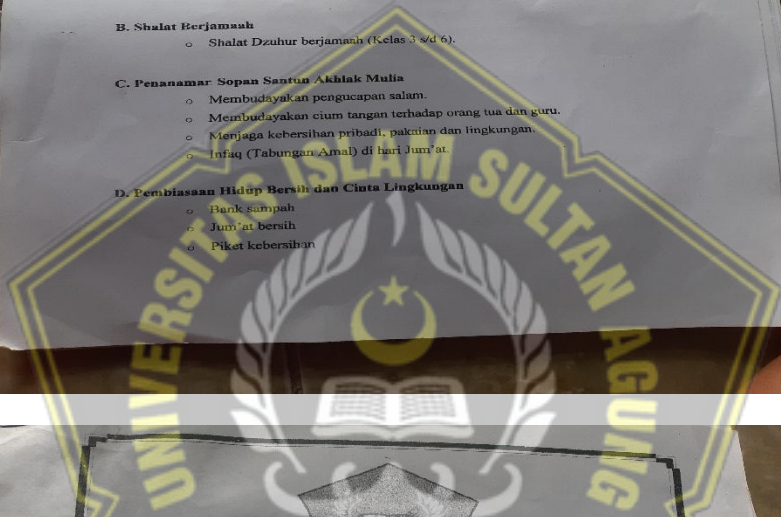 B. Shalat Berjamaah
o Shalat Dzuhur berjamaah (Kelas 3 s/d 6).
C. Penanamar Sopan Santun Akhlak Mulia
o Membudayakan pengucapan salam.
o Membudayakan cium tangan terhadap orang tua dan guru.
o Menjaga kebersihan pribadi, pakaian dan lingkungan.
o Infaq (Tabungan Amal) di hari Jum'at.
D. Pembiasaan Hidup Bersih dan Cinta Lingkungan
o Bank sampah
o Jum'at bersih
o Piket kebersihan
UNIVERSITAS ISLAM SULTAN AGUNG